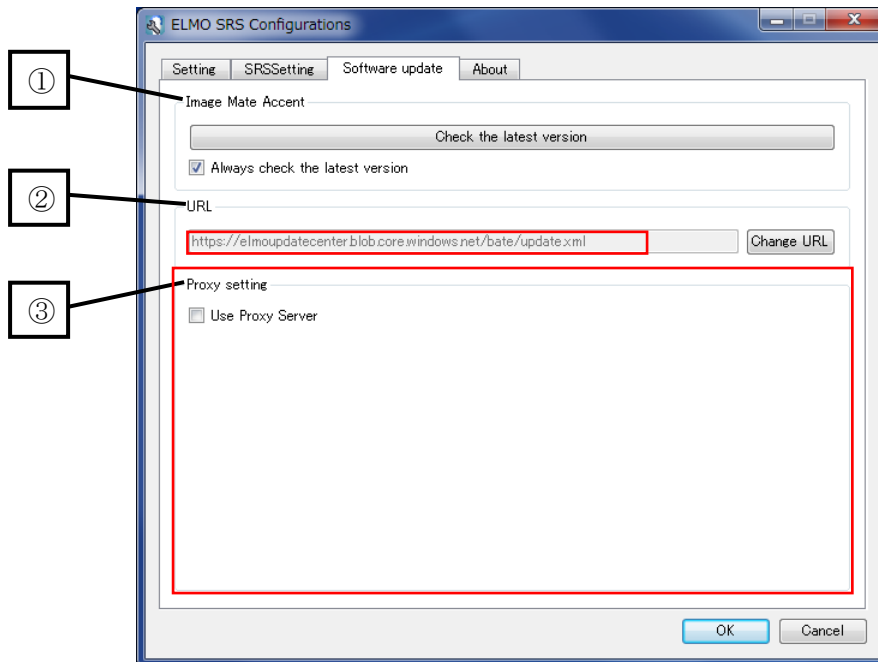 ELMO SRS Configurations
Setting SRSSetting Software update About
①
Image Mate Accent
Check the latest version
Always check the latest version
②
URL
https://elmoupdatecenter.blob.core.windows.net/bate/update.xml Change URL
③
Proxy setting
Use Proxy Server
OK Cancel